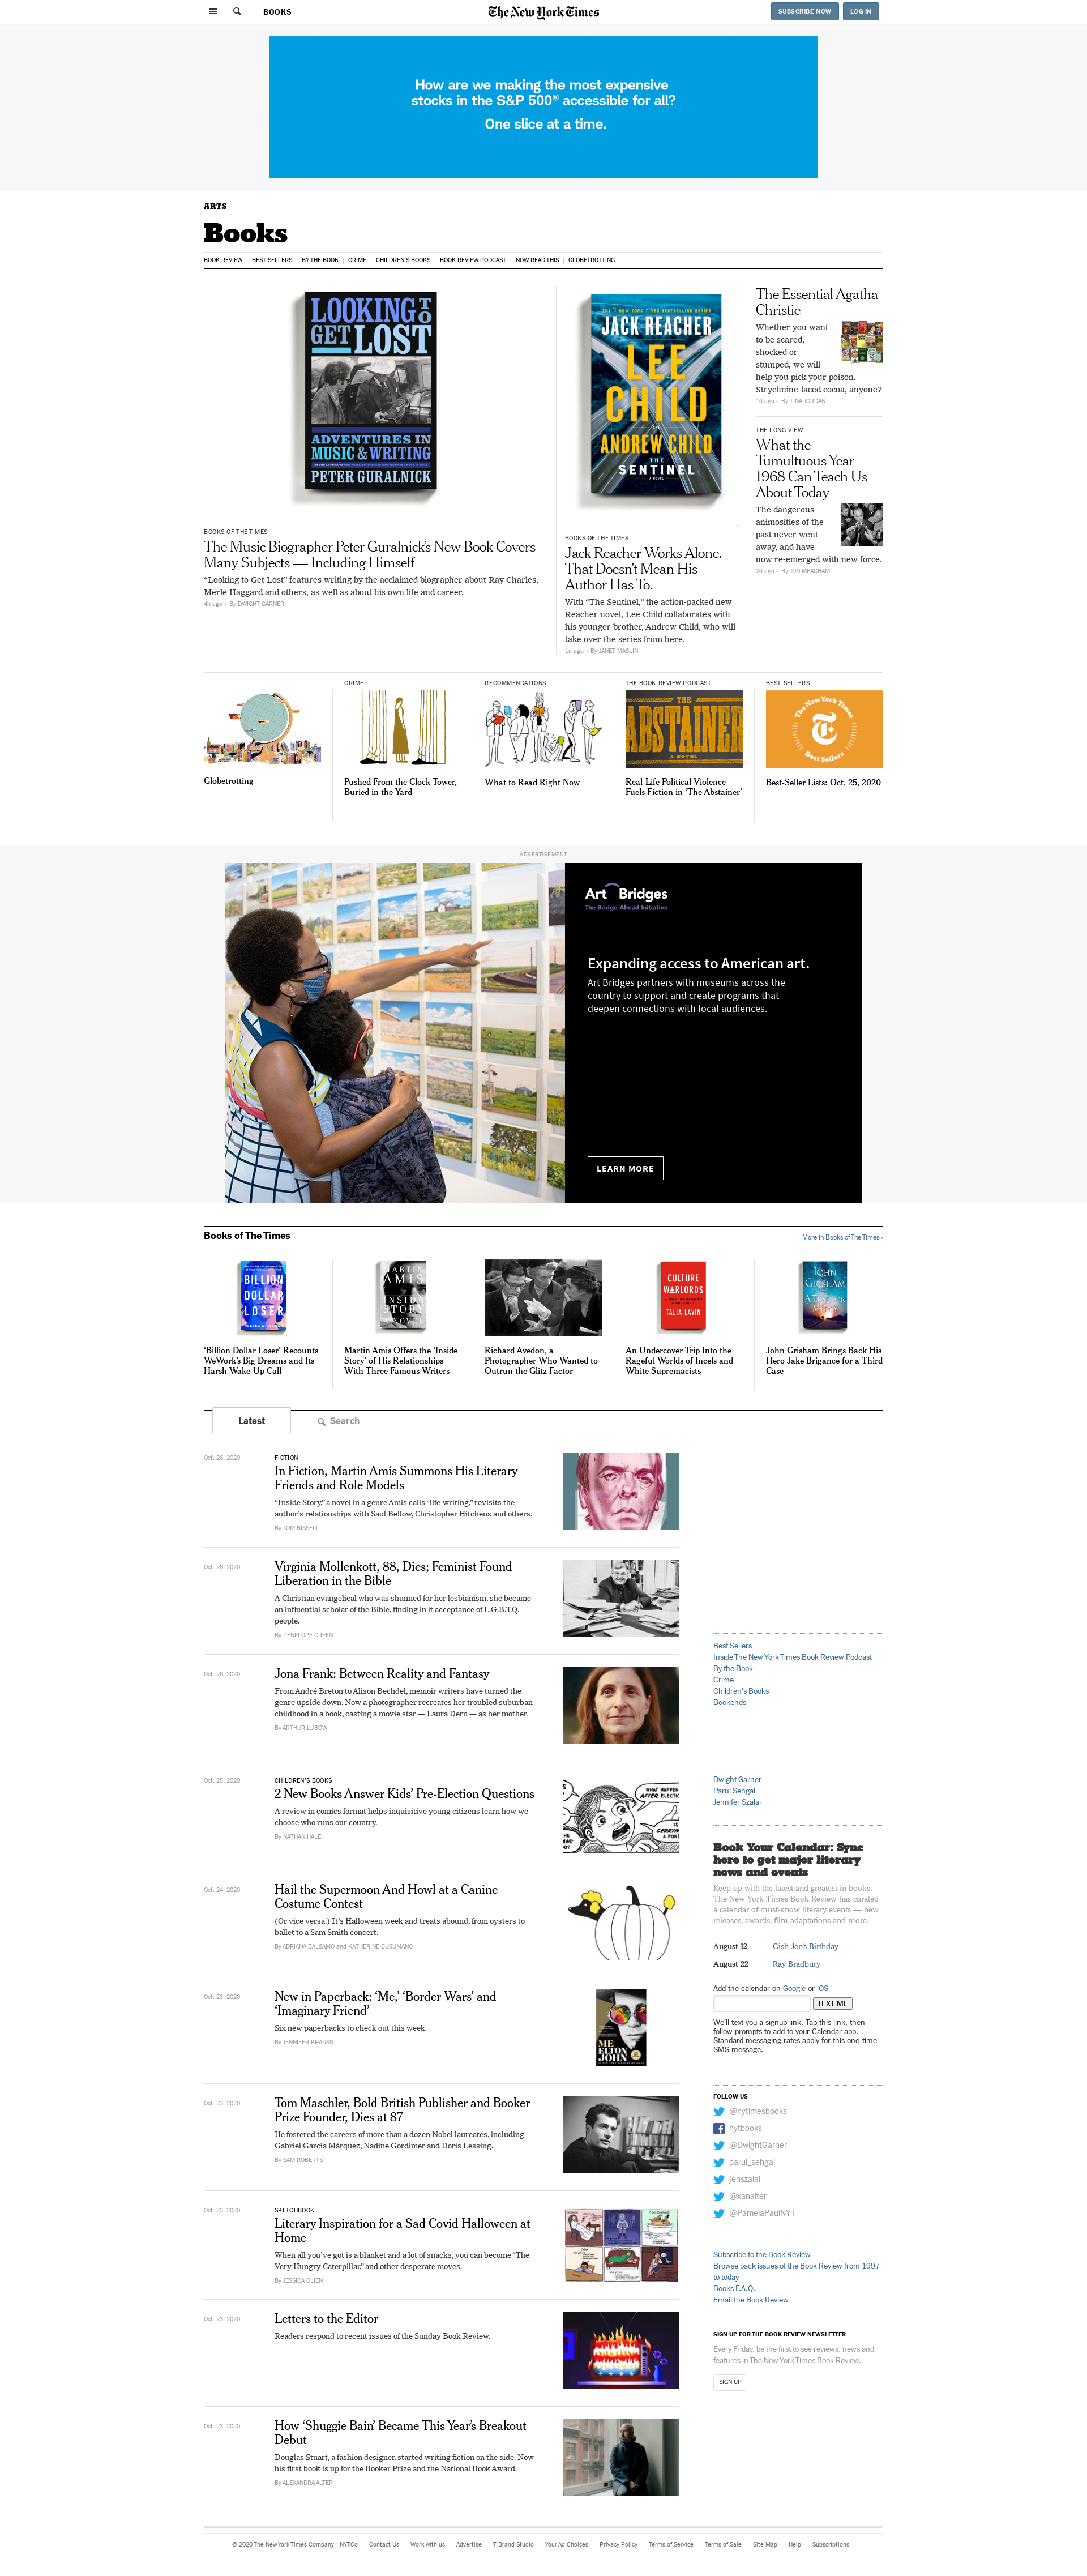 BOOKS
The New York Times
SUBSCRIBE NOW
LOG IN
How are we making the most expensive
stocks in the S&P 500® accessible for all?
One slice at a time.
ARTS
Books
BOOK REVIEW | BEST SELLERS | BY THE BOOK | CRIME | CHILDREN'S BOOKS | BOOK REVIEW PODCAST | NOW READ THIS | GLOBETROTTING
LOOKING TO
GET LOST
ADVENTURES IN
MUSIC & WRITING
PETER GURALNICK
BOOKS OF THE TIMES
The Music Biographer Peter Guralnick's New Book Covers
Many Subjects — Including Himself
“Looking to Get Lost” features writing by the acclaimed biographer about Ray Charles,
Merle Haggard and others, as well as about his own life and career.
4h ago - By DWIGHT GARNER
JACK REACHER
LEE
CHILD
ANDREW CHILD
THE
SENTINEL
A NOVEL
BOOKS OF THE TIMES
Jack Reacher Works Alone.
That Doesn't Mean His
Author Has To.
With “The Sentinel,” the action-packed new
Reacher novel, Lee Child collaborates with
his younger brother, Andrew Child, who will
take over the series from here.
1d ago - By JANET MASLIN
The Essential Agatha
Christie
Whether you want
to be scared,
shocked or
stumped, we will
help you pick your poison.
Strychnine-laced cocoa, anyone?
1d ago - By TINA JORDAN
THE LONG VIEW
What the
Tumultuous Year
1968 Can Teach Us
About Today
The dangerous
animosities of the
past never went
away, and have
now re-emerged with new force.
2d ago - By JON MEACHAM
Globetrotting
CRIME
Pushed From the Clock Tower,
Buried in the Yard
RECOMMENDATIONS
What to Read Right Now
THE BOOK REVIEW PODCAST
THE
ABSTAINER
A NOVEL
Real-Life Political Violence
Fuels Fiction in ‘The Abstainer’
BEST SELLERS
The New York Times
Best Sellers
Best-Seller Lists: Oct. 25, 2020
ADVERTISEMENT
Art Bridges
The Bridge Ahead Initiative
Expanding access to American art.
Art Bridges partners with museums across the
country to support and create programs that
deepen connections with local audiences.
LEARN MORE
Books of The Times
More in Books of The Times ›
BILLION
DOLLAR
LOSER
‘Billion Dollar Loser’ Recounts
WeWork's Big Dreams and Its
Harsh Wake-Up Call
MARTIN
AMIS
INSIDE
STORY
Martin Amis Offers the ‘Inside
Story’ of His Relationships
With Three Famous Writers
Richard Avedon, a
Photographer Who Wanted to
Outrun the Glitz Factor
CULTURE
WARLORDS
TALIA LAVIN
An Undercover Trip Into the
Rageful Worlds of Incels and
White Supremacists
JOHN
GRISHAM
A TIME FOR
MERCY
John Grisham Brings Back His
Hero Jake Brigance for a Third
Case
Latest
Search
Oct. 26, 2020
FICTION
In Fiction, Martin Amis Summons His Literary
Friends and Role Models
“Inside Story,” a novel in a genre Amis calls “life-writing,” revisits the
author's relationships with Saul Bellow, Christopher Hitchens and others.
By TOM BISSELL
Oct. 26, 2020
Virginia Mollenkott, 88, Dies; Feminist Found
Liberation in the Bible
A Christian evangelical who was shunned for her lesbianism, she became
an influential scholar of the Bible, finding in it acceptance of L.G.B.T.Q.
people.
By PENELOPE GREEN
Oct. 26, 2020
Jona Frank: Between Reality and Fantasy
From André Breton to Alison Bechdel, memoir writers have turned the
genre upside down. Now a photographer recreates her troubled suburban
childhood in a book, casting a movie star — Laura Dern — as her mother.
By ARTHUR LUBOW
Oct. 25, 2020
CHILDREN'S BOOKS
2 New Books Answer Kids' Pre-Election Questions
A review in comics format helps inquisitive young citizens learn how we
choose who runs our country.
By NATHAN HALE
WHAT HAPPENS
AFTER ELECTION
Oct. 24, 2020
Hail the Supermoon And Howl at a Canine
Costume Contest
(Or vice versa.) It's Halloween week and treats abound, from oysters to
ballet to a Sam Smith concert.
By ADRIANA BALSAMO and KATHERINE CUSUMANO
Oct. 23, 2020
New in Paperback: ‘Me,’ ‘Border Wars’ and
‘Imaginary Friend’
Six new paperbacks to check out this week.
By JENNIFER KRAUSS
ME
ELTON
JOHN
Oct. 23, 2020
Tom Maschler, Bold British Publisher and Booker
Prize Founder, Dies at 87
He fostered the careers of more than a dozen Nobel laureates, including
Gabriel García Márquez, Nadine Gordimer and Doris Lessing.
By SAM ROBERTS
Oct. 23, 2020
SKETCHBOOK
Literary Inspiration for a Sad Covid Halloween at
Home
When all you've got is a blanket and a lot of snacks, you can become “The
Very Hungry Caterpillar,” and other desperate moves.
By JESSICA OLIEN
Oct. 23, 2020
Letters to the Editor
Readers respond to recent issues of the Sunday Book Review.
Oct. 23, 2020
How ‘Shuggie Bain’ Became This Year's Breakout
Debut
Douglas Stuart, a fashion designer, started writing fiction on the side. Now
his first book is up for the Booker Prize and the National Book Award.
By ALEXANDRA ALTER
Best Sellers
Inside The New York Times Book Review Podcast
By the Book
Crime
Children's Books
Bookends
Dwight Garner
Parul Sehgal
Jennifer Szalai
Book Your Calendar: Sync
here to get major literary
news and events
Keep up with the latest and greatest in books.
The New York Times Book Review has curated
a calendar of must-know literary events — new
releases, awards, film adaptations and more.
August 12 Gish Jen's Birthday
August 22 Ray Bradbury
Add the calendar on Google or iOS
TEXT ME
We'll text you a signup link. Tap this link, then
follow prompts to add to your Calendar app.
Standard messaging rates apply for this one-time
SMS message.
FOLLOW US
@nytimesbooks
nytbooks
@DwightGarner
parul_sehgal
jenszalai
@xanalter
@PamelaPaulNYT
Subscribe to the Book Review
Browse back issues of the Book Review from 1997
to today
Books F.A.Q.
Email the Book Review
SIGN UP FOR THE BOOK REVIEW NEWSLETTER
Every Friday, be the first to see reviews, news and
features in The New York Times Book Review.
SIGN UP
© 2020 The New York Times Company NYTCo Contact Us Work with us Advertise T Brand Studio Your Ad Choices Privacy Policy Terms of Service Terms of Sale Site Map Help Subscriptions